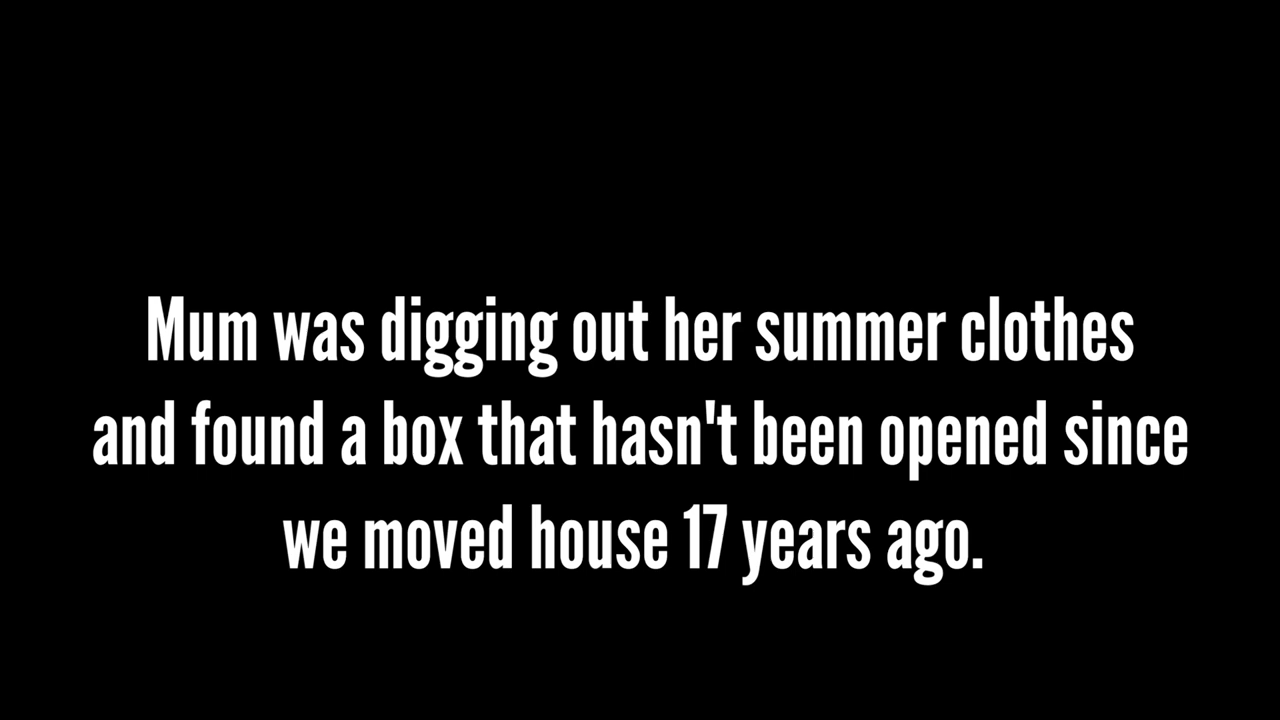 Mum was digging out her summer clothes
and found a box that hasn't been opened since
we moved house 17 years ago.